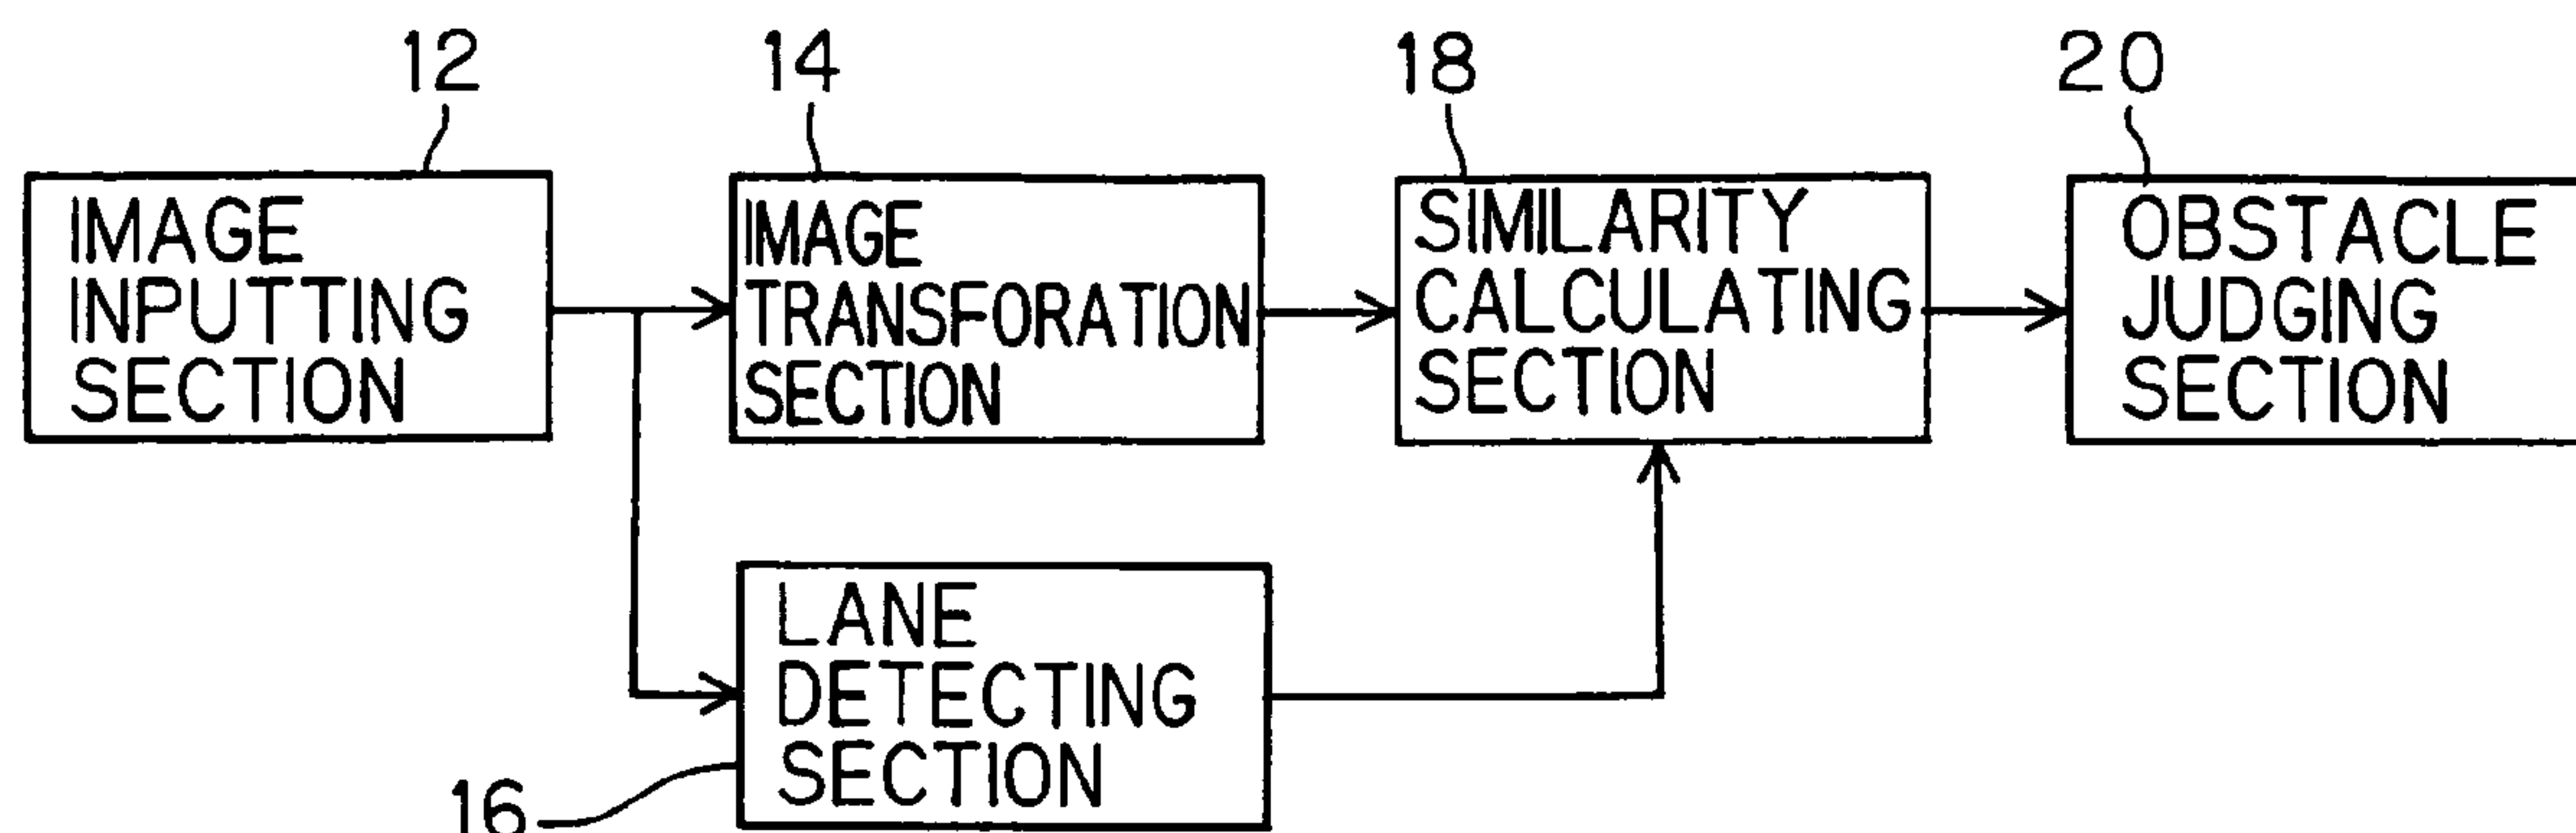 12
14
18
20
IMAGE
INPUTTING
SECTION
IMAGE
TRANSFORATION
SECTION
SIMILARITY
CALCULATING
SECTION
OBSTACLE
JUDGING
SECTION
LANE
DETECTING
SECTION
16